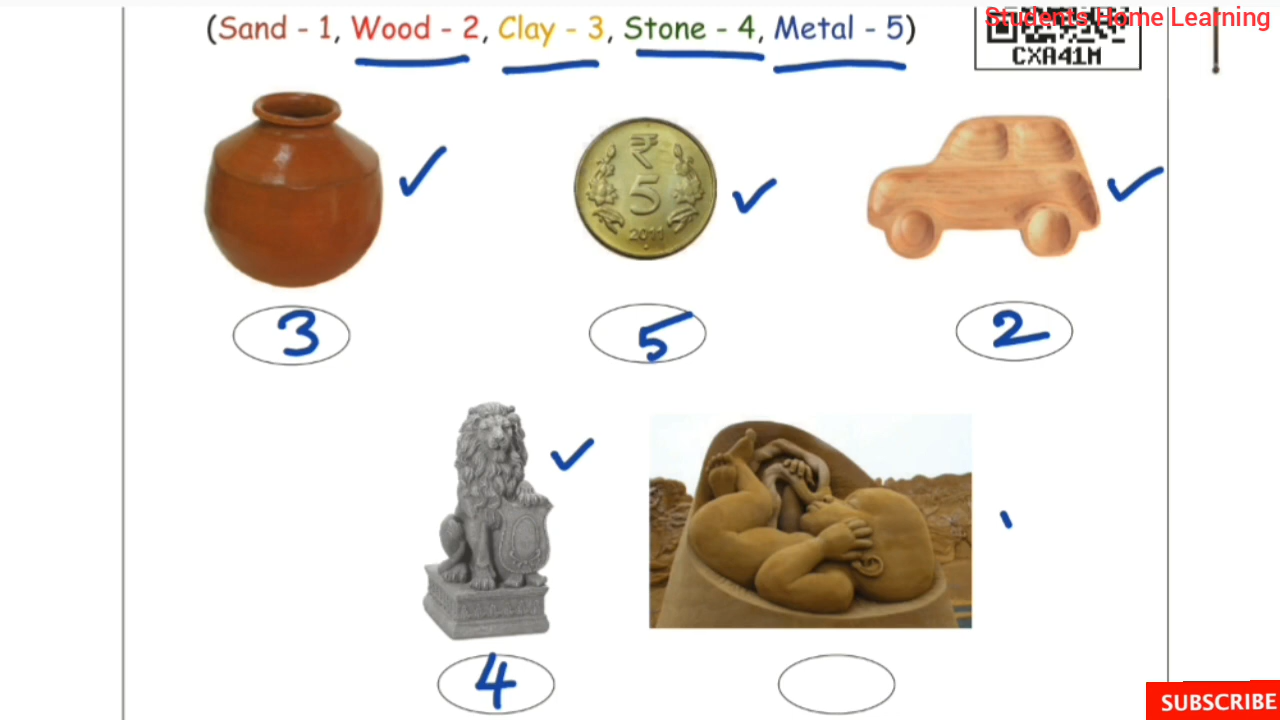 Students Home Learning
(Sand - 1, Wood - 2, Clay - 3, Stone - 4, Metal - 5)
CXA41M
₹
5
2011
3
5
2
4
SUBSCRIBE